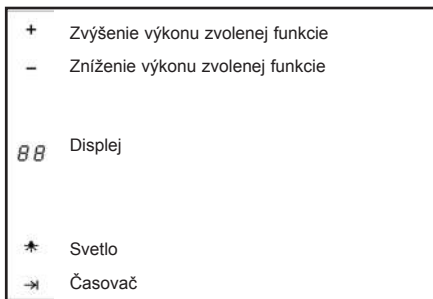 + Zvýšenie výkonu zvolenej funkcie
– Zníženie výkonu zvolenej funkcie
88 Displej
Svetlo
Časovač